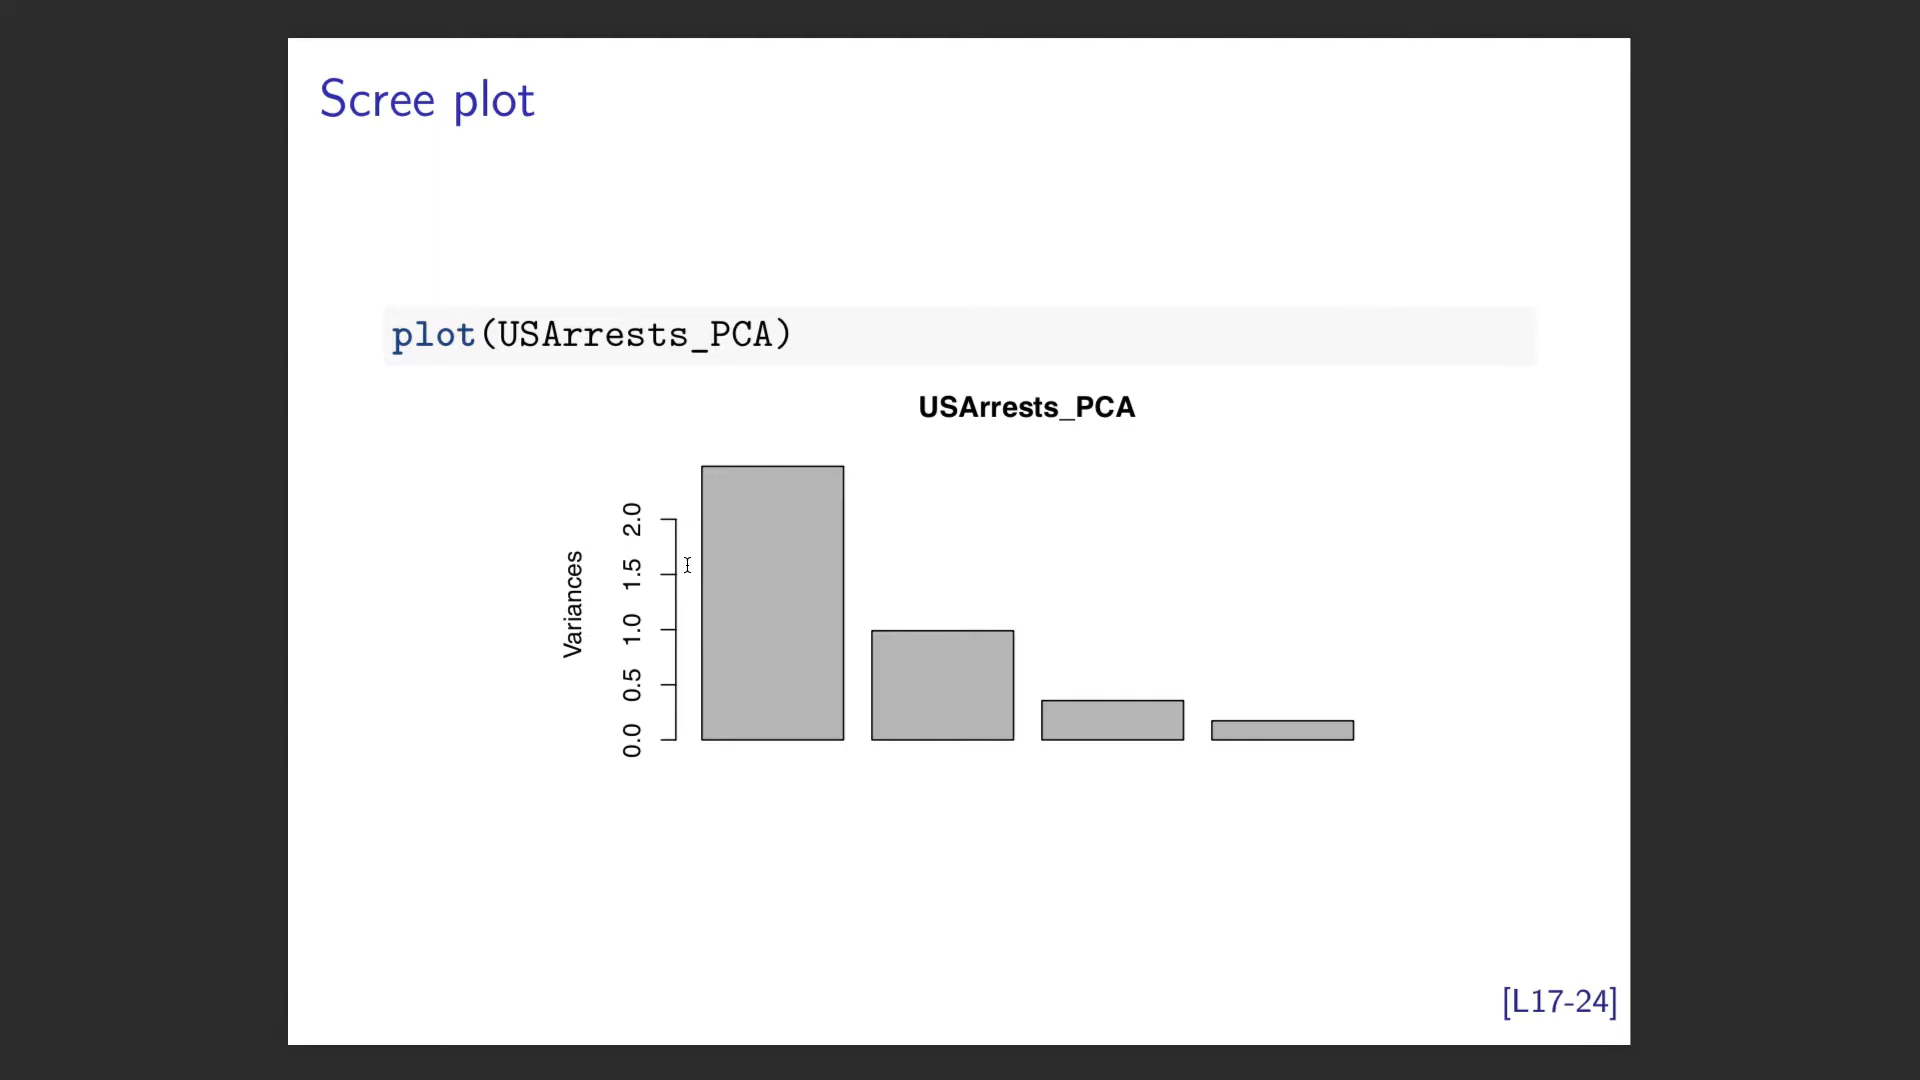 Scree plot
plot(USArrests_PCA)
USArrests_PCA
Variances
2.0
1.5
1.0
0.5
0.0
[L17-24]